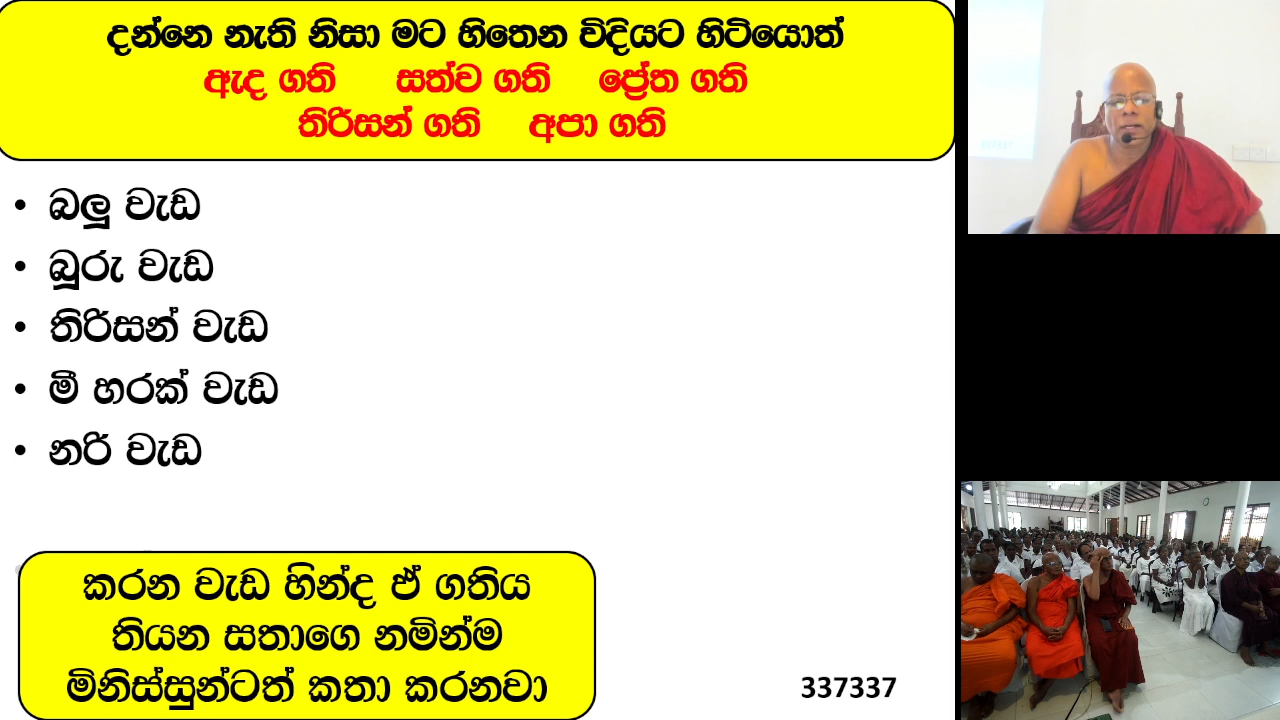 දන්නෙ නැති නිසා මට හිතෙන විදියට හිටියොත්
ඇද ගති සත්ව ගති ප්‍රේත ගති
තිරිසන් ගති අපා ගති
• බලු වැඩ
• බූරු වැඩ
• තිරිසන් වැඩ
• මී හරක් වැඩ
• නරි වැඩ
කරන වැඩ හින්ද ඒ ගතිය
තියන සතාගෙ නමින්ම
මිනිස්සුන්ටත් කතා කරනවා
337337